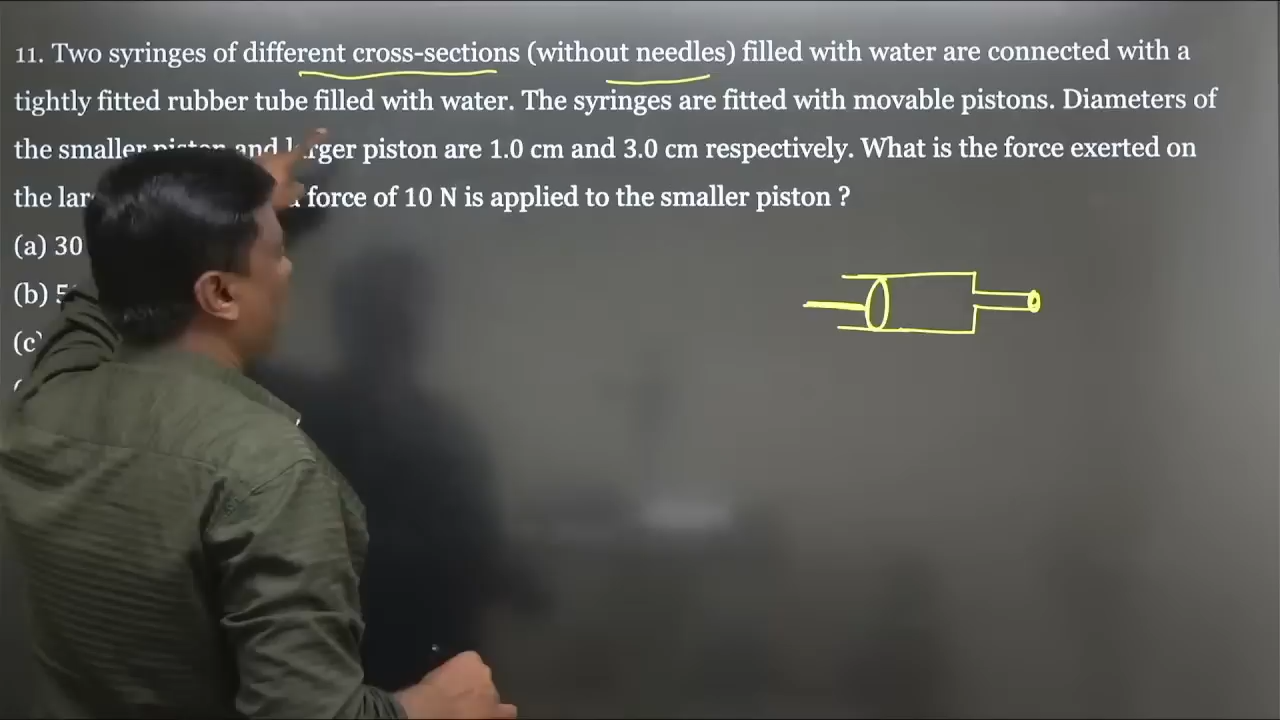 11. Two syringes of different cross-sections (without needles) filled with water are connected with a
tightly fitted rubber tube filled with water. The syringes are fitted with movable pistons. Diameters of
the smaller piston and larger piston are 1.0 cm and 3.0 cm respectively. What is the force exerted on
the force of 10 N is applied to the smaller piston ?
(a) 30
(b)
(c)